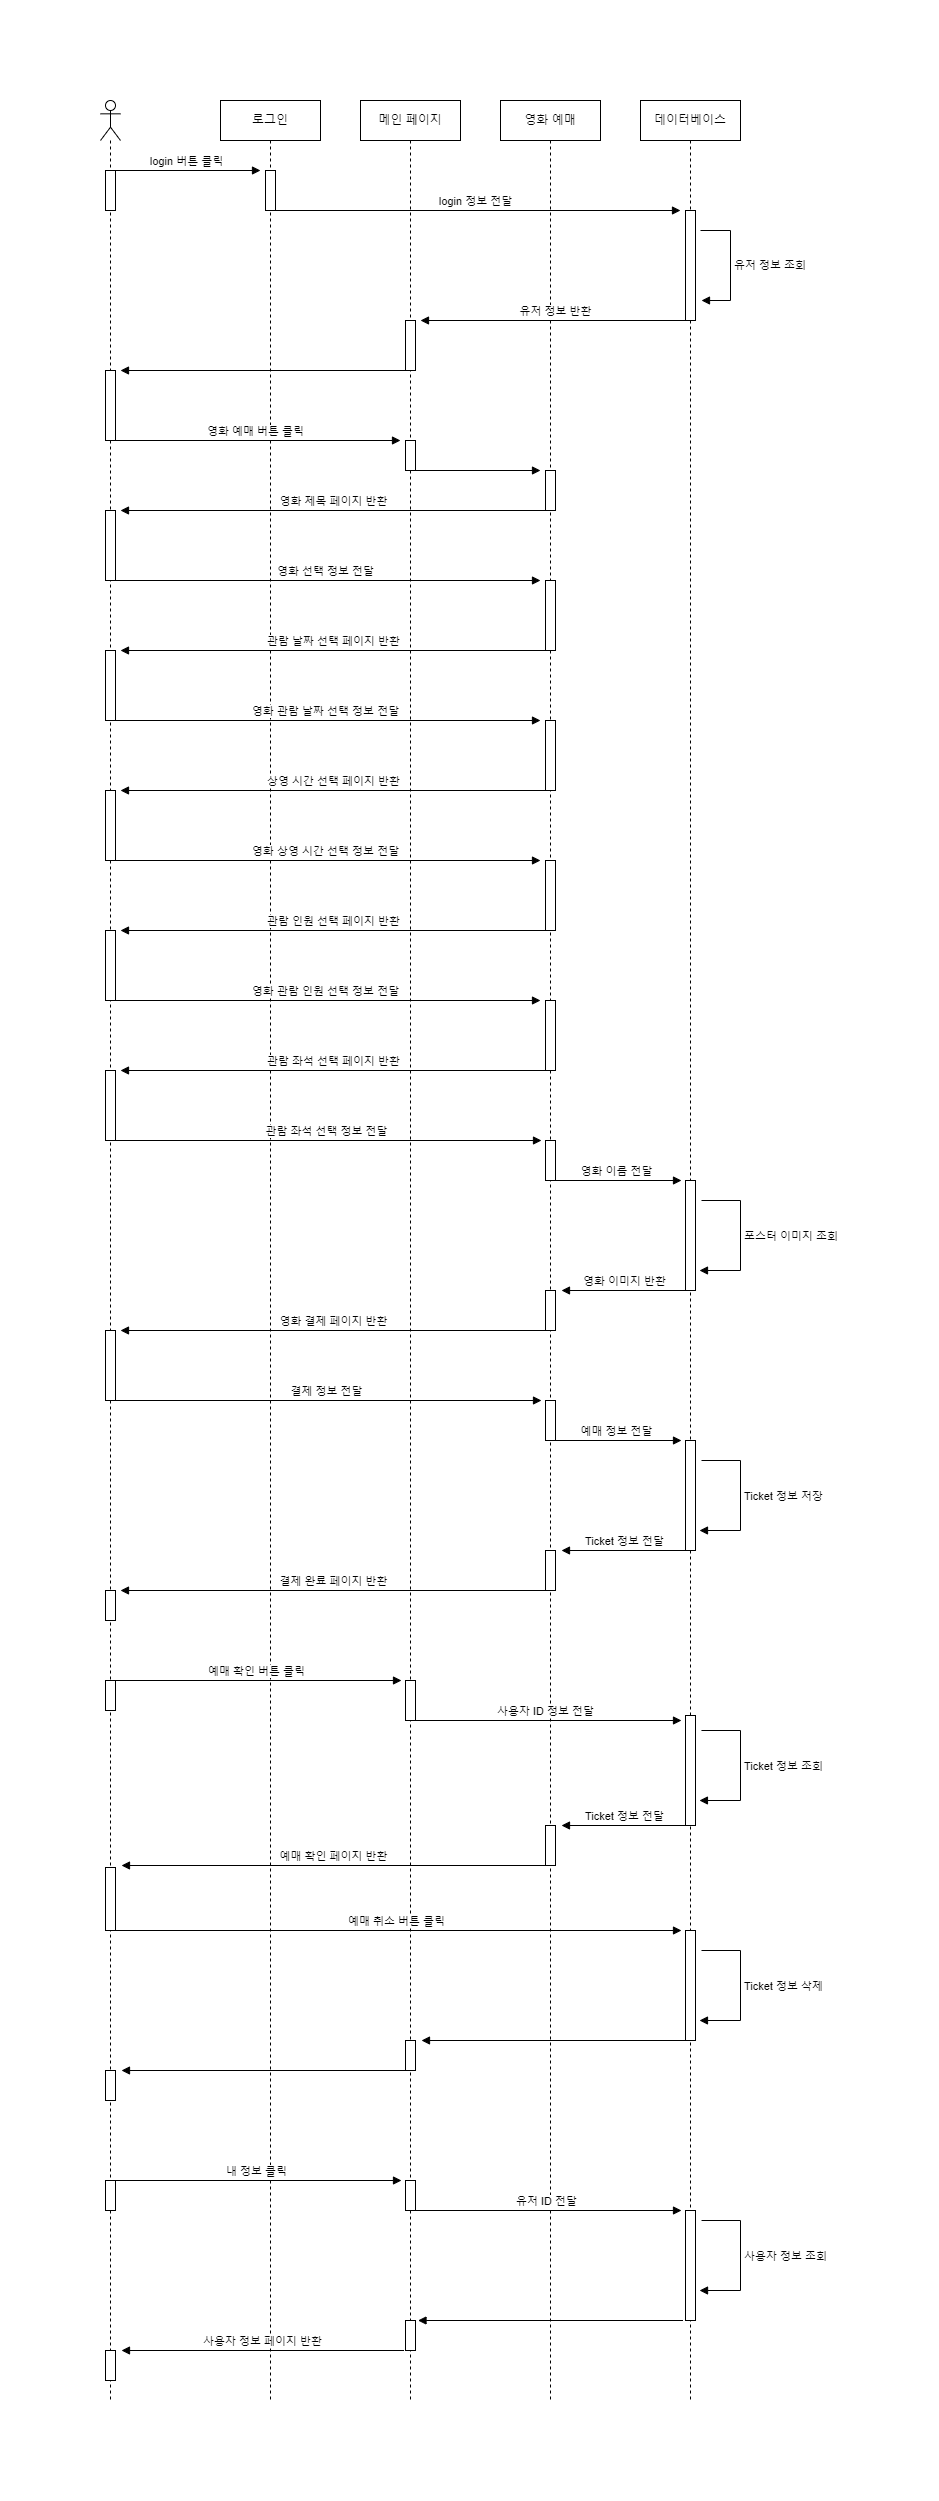 로그인
메인 페이지
영화 예매
데이터베이스
login 버튼 클릭
login 정보 전달
유저 정보 조회
유저 정보 반환
영화 예매 버튼 클릭
영화 제목 페이지 반환
영화 선택 정보 전달
관람 날짜 선택 페이지 반환
영화 관람 날짜 선택 정보 전달
상영 시간 선택 페이지 반환
영화 상영 시간 선택 정보 전달
관람 인원 선택 페이지 반환
영화 관람 인원 선택 정보 전달
관람 좌석 선택 페이지 반환
관람 좌석 선택 정보 전달
영화 이름 전달
포스터 이미지 조회
영화 이미지 반환
영화 결제 페이지 반환
결제 정보 전달
예매 정보 전달
Ticket 정보 저장
Ticket 정보 전달
결제 완료 페이지 반환
예매 확인 버튼 클릭
사용자 ID 정보 전달
Ticket 정보 조회
Ticket 정보 전달
예매 확인 페이지 반환
예매 취소 버튼 클릭
Ticket 정보 삭제
내 정보 클릭
유저 ID 전달
사용자 정보 조회
사용자 정보 페이지 반환